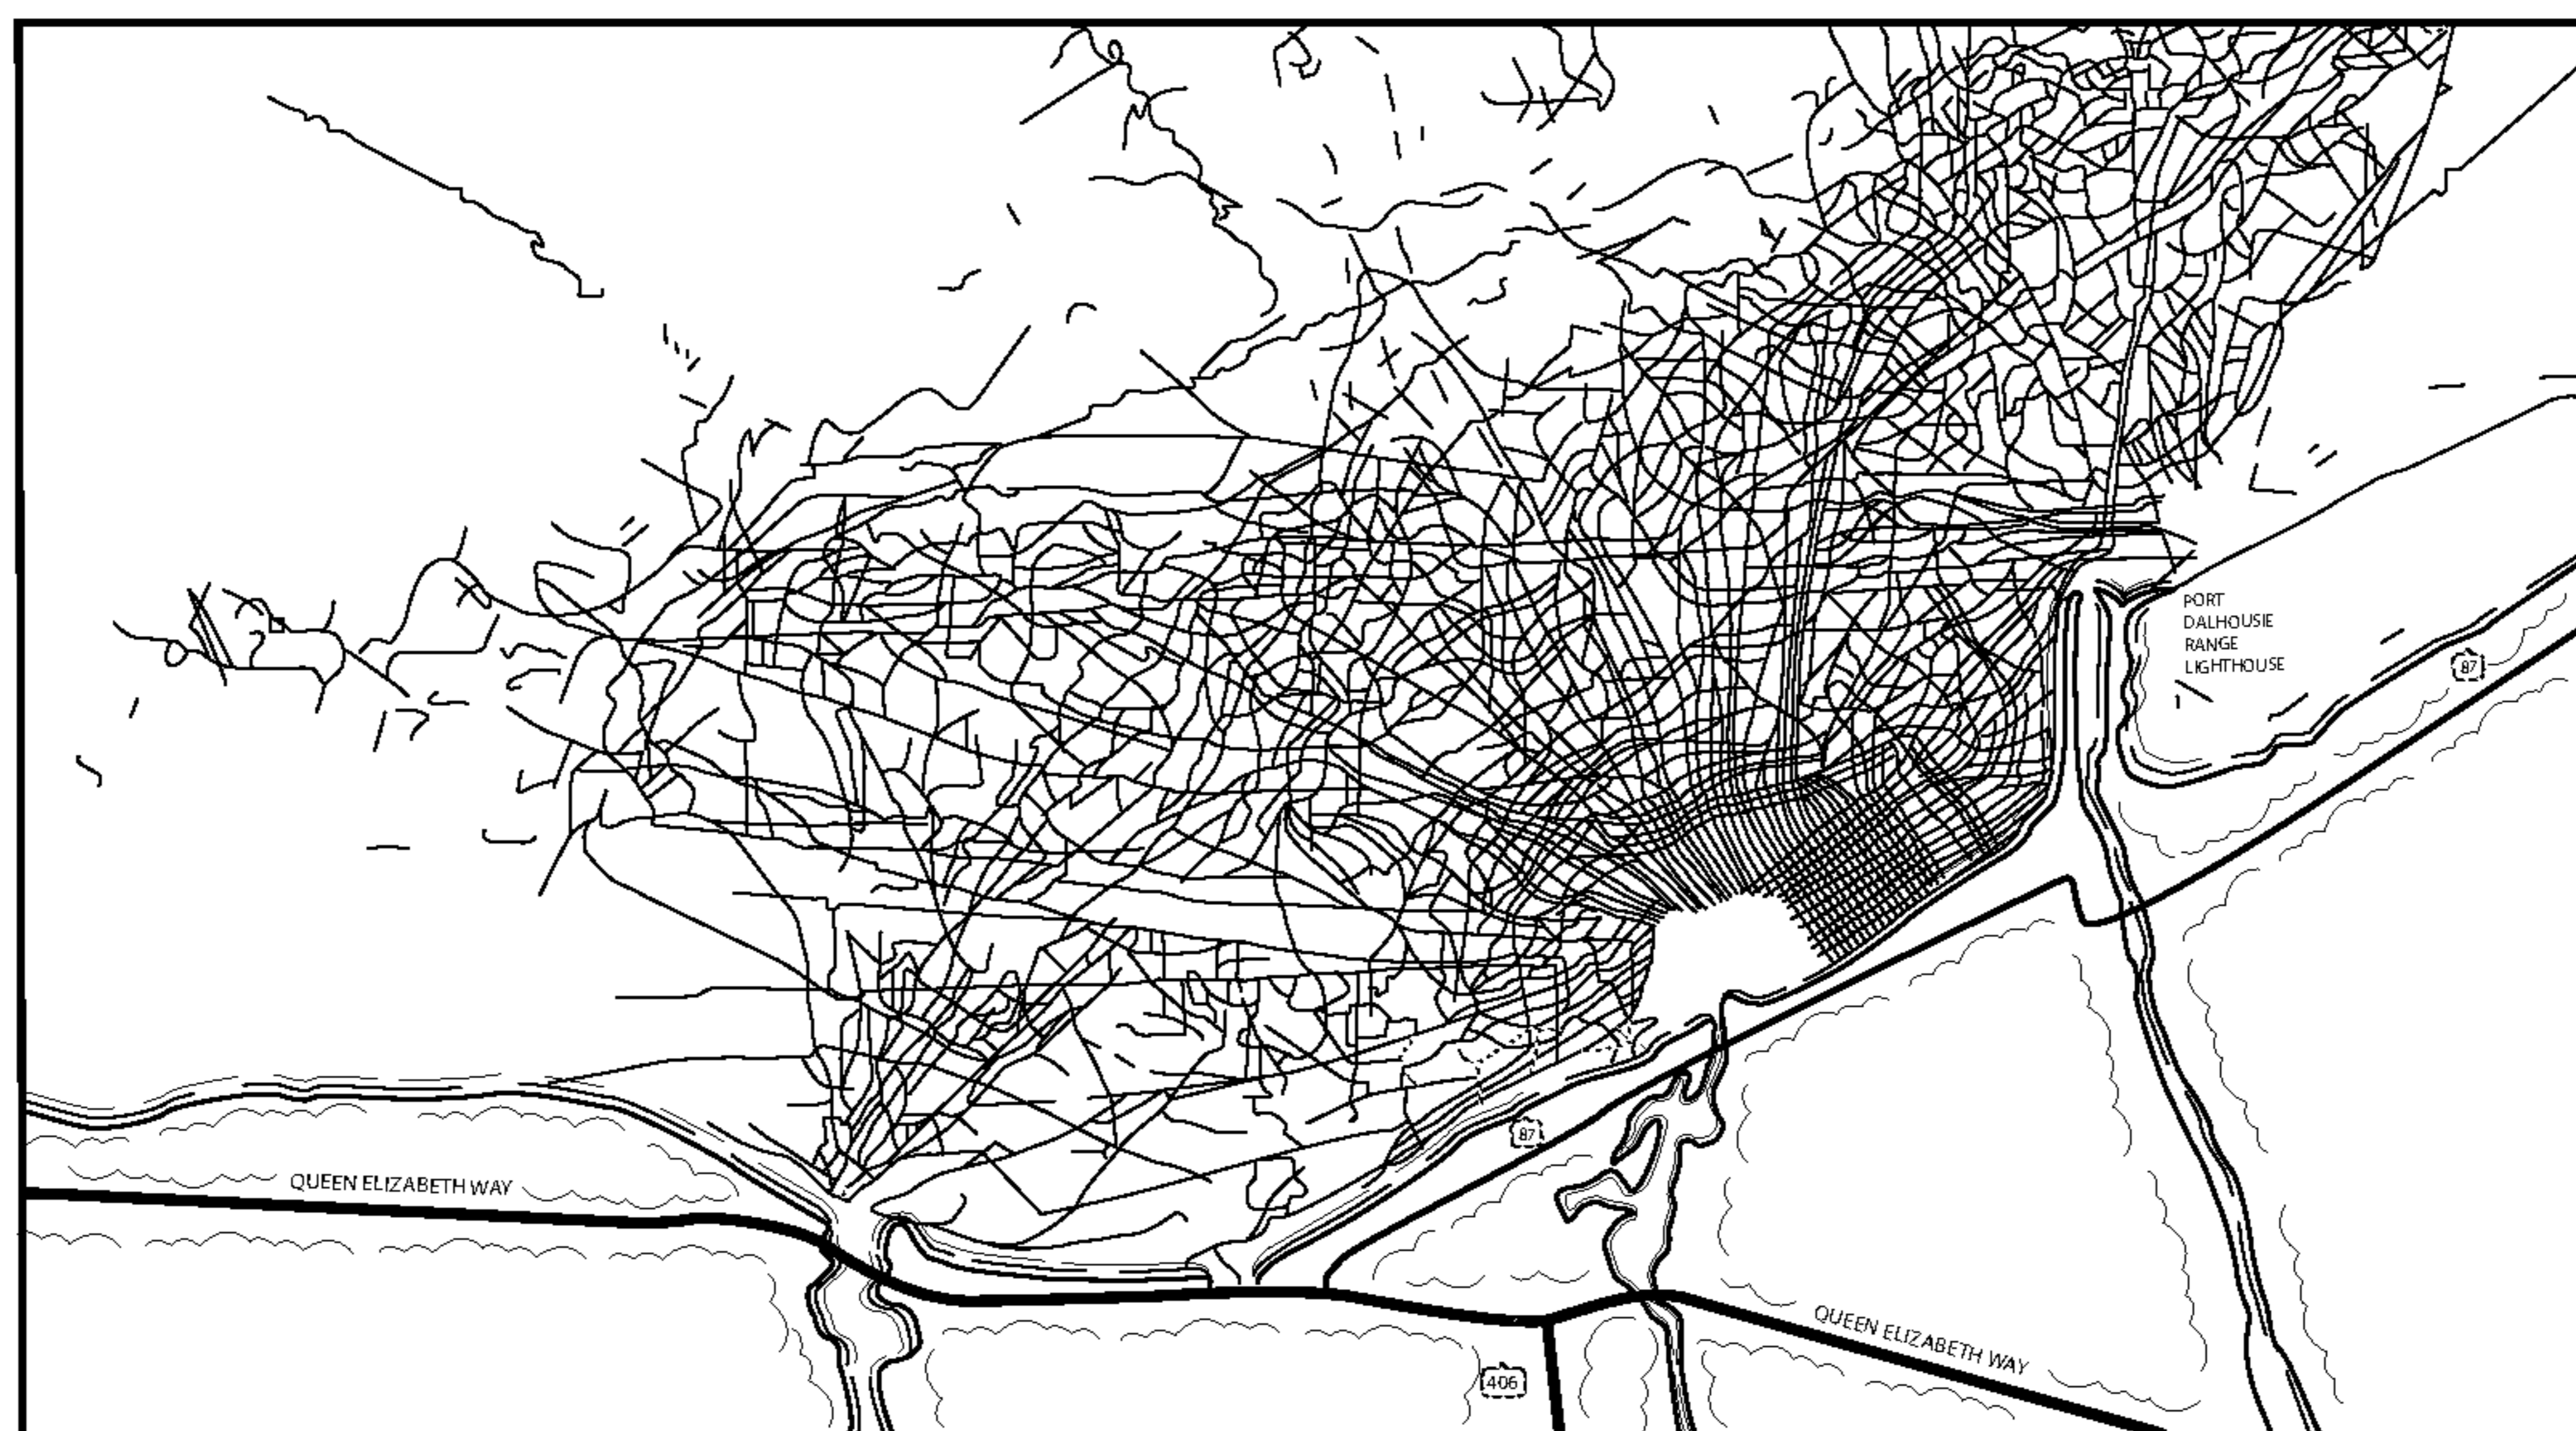 PORT
DALHOUSIE
RANGE
LIGHTHOUSE
87
87
QUEEN ELIZABETH WAY
QUEEN ELIZABETH WAY
406